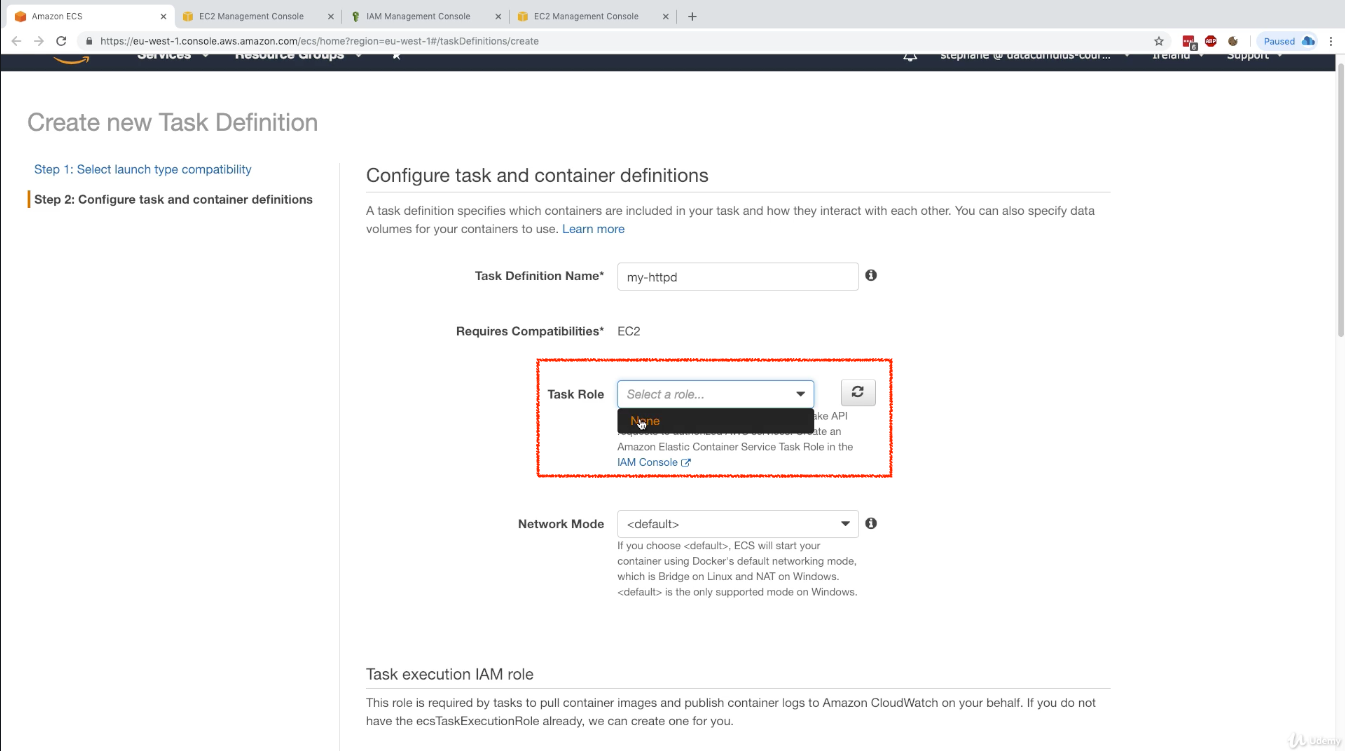 Amazon ECS
EC2 Management Console
IAM Management Console
EC2 Management Console
https://eu-west-1.console.aws.amazon.com/ecs/home?region=eu-west-1#/taskDefinitions/create
6
ABP
Paused
Services
Resource Groups
stephane @ datacumulus-cour...
Ireland
Support
Create new Task Definition
Step 1: Select launch type compatibility
Step 2: Configure task and container definitions
Configure task and container definitions
A task definition specifies which containers are included in your task and how they interact with each other. You can also specify data
volumes for your containers to use. Learn more
Task Definition Name*
my-httpd
Requires Compatibilities*
EC2
Task Role
Select a role...
None
ake API
Amazon Elastic Container Service Task Role in the
IAM Console
Network Mode
<default>
If you choose <default>, ECS will start your
container using Docker's default networking mode,
which is Bridge on Linux and NAT on Windows.
<default> is the only supported mode on Windows.
Task execution IAM role
This role is required by tasks to pull container images and publish container logs to Amazon CloudWatch on your behalf. If you do not
have the ecsTaskExecutionRole already, we can create one for you.
Udemy